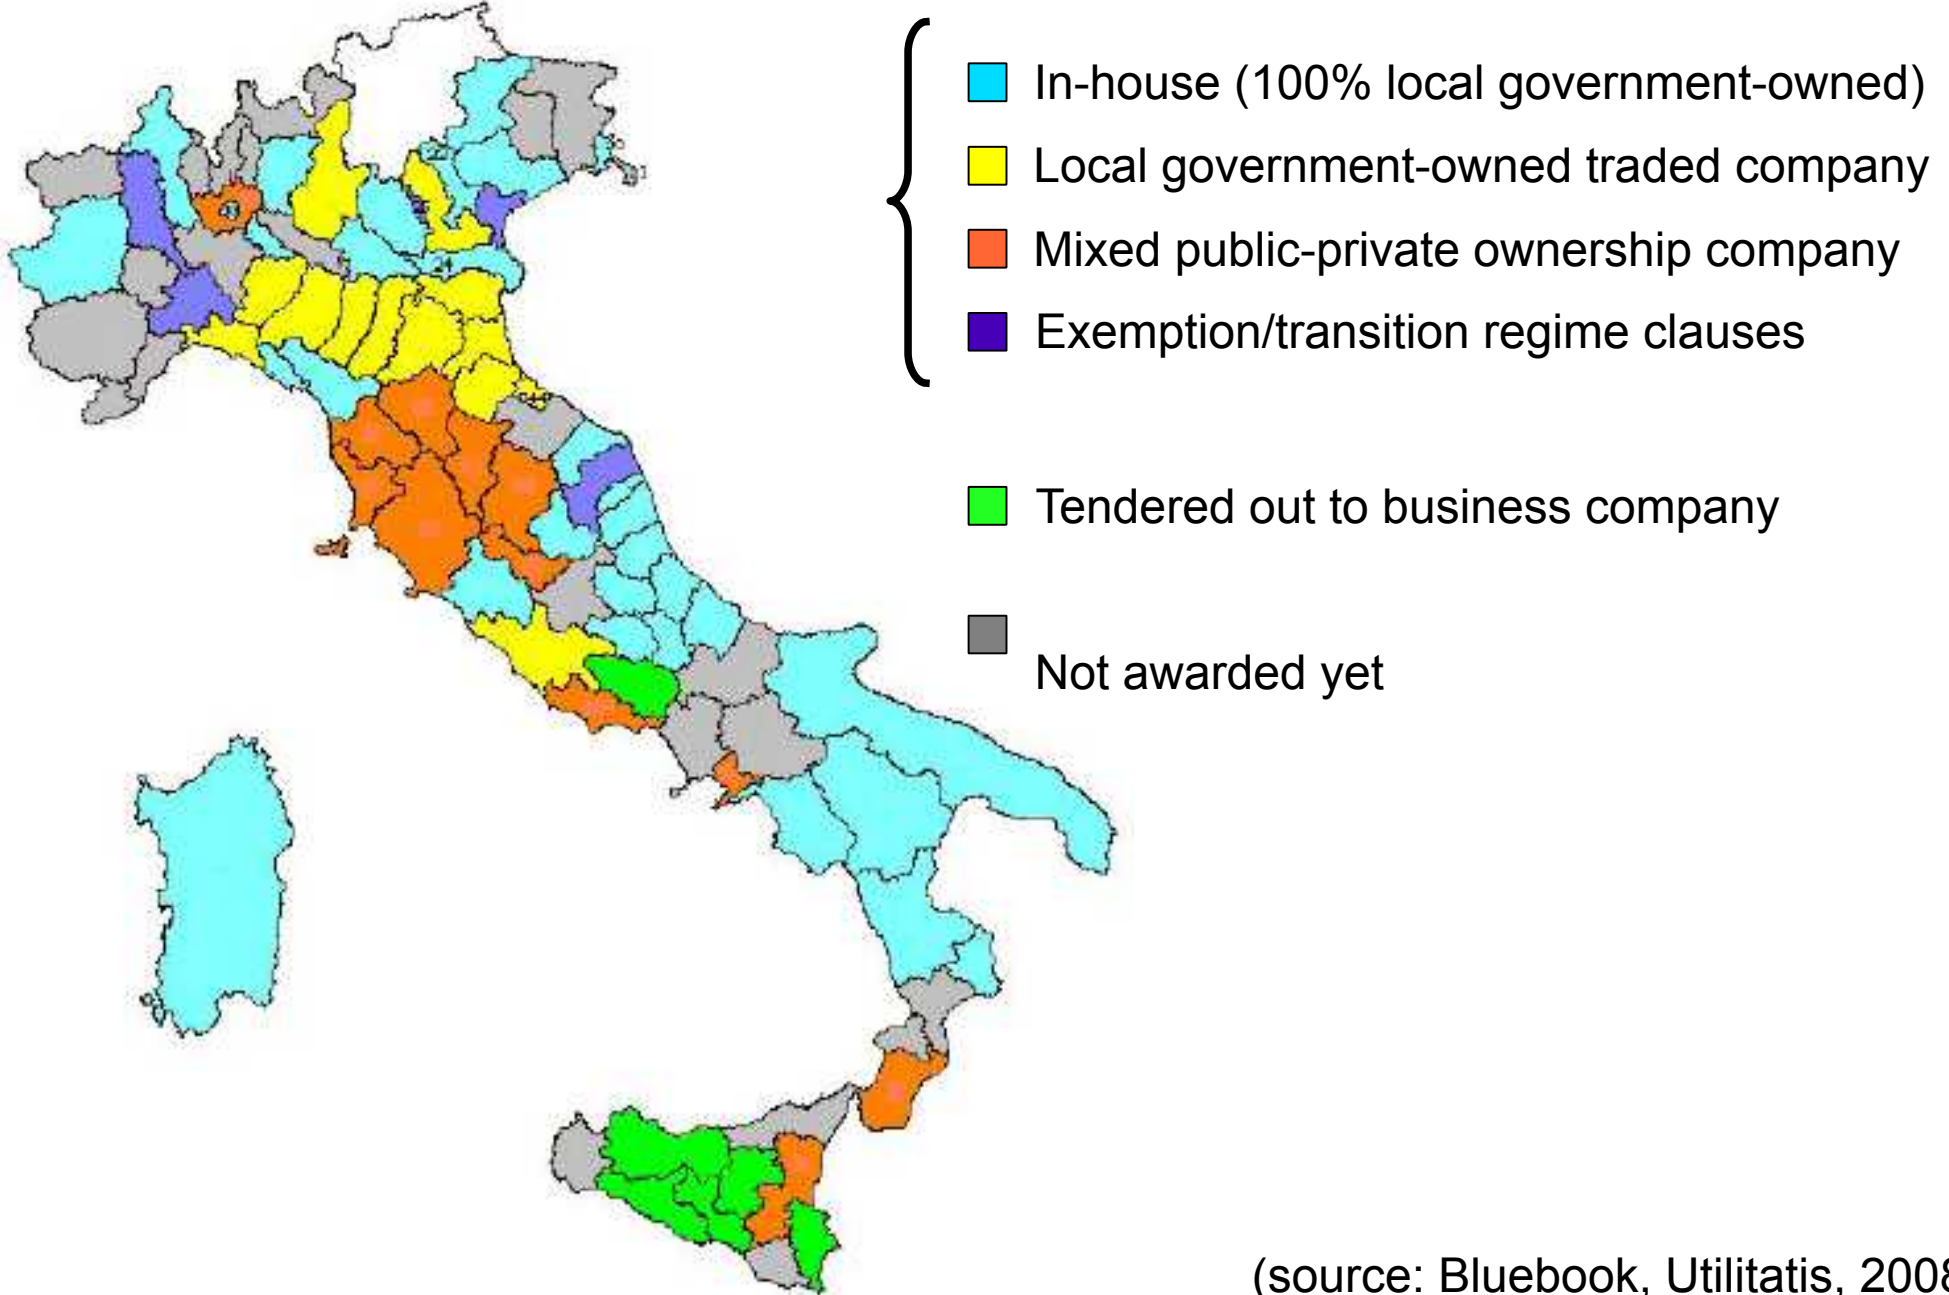 In-house (100% local government-owned)
Local government-owned traded company
Mixed public-private ownership company
Exemption/transition regime clauses
Tendered out to business company
Not awarded yet
(source: Bluebook, Utilitatis, 2008